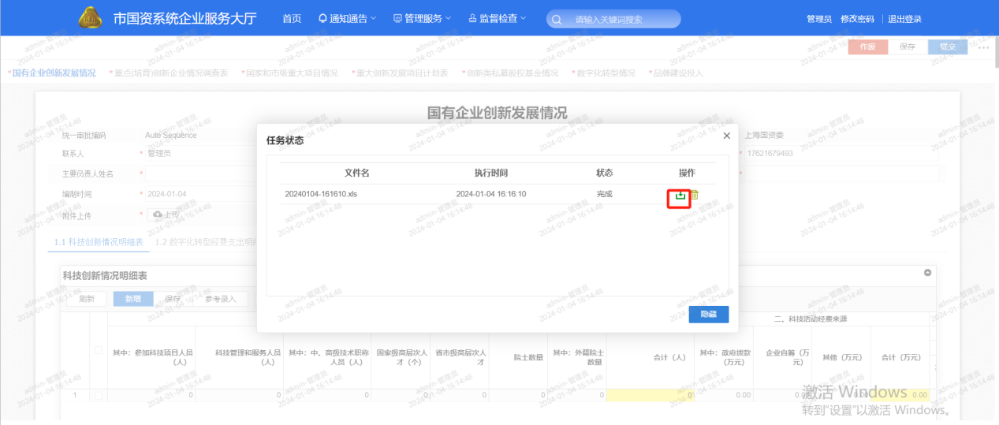 市国资系统企业服务大厅 首页 通知通告 管理服务 监督检查 请输入关键词搜索 管理员 修改密码 退出登录
作废 保存 提交
*国有企业创新发展情况 *重点(培育)创新企业情况调查表 *国家和市级重大项目情况 *重大创新发展项目计划表 *创新类私募股权基金情况 *数字化转型情况 *品牌建设投入
国有企业创新发展情况
统一审批编码 Auto Sequence 上海国资委
联系人 * 管理员 * 17621679493
主要负责人姓名 * *
编制时间 * 2024-01-04
附件上传 * 上传
任务状态
文件名 执行时间 状态 操作
20240104-161610.xls 2024-01-04 16:16:10 完成
隐藏
1.1 科技创新情况明细表 1.2 数字化转型经费支出明细
科技创新情况明细表
刷新 新增 保存 参考录入
二、科技活动经费来源
其中：参加科技项目人员（人） 科技管理和服务人员（人） 其中：中、高级技术职称人员（人） 国家级高层次人才（个） 省市级高层次人才 院士数量 其中：外籍院士数量 合计（人） 其中：政府拨款（万元） 企业自筹（万元） 其他（万元） 合计（万元）
1 0 0 0 0 0 0 0 0 0.00 0.00 0.00
激活 Windows
转到"设置"以激活 Windows。
admin-管理员
2024-01-04 16:14:48